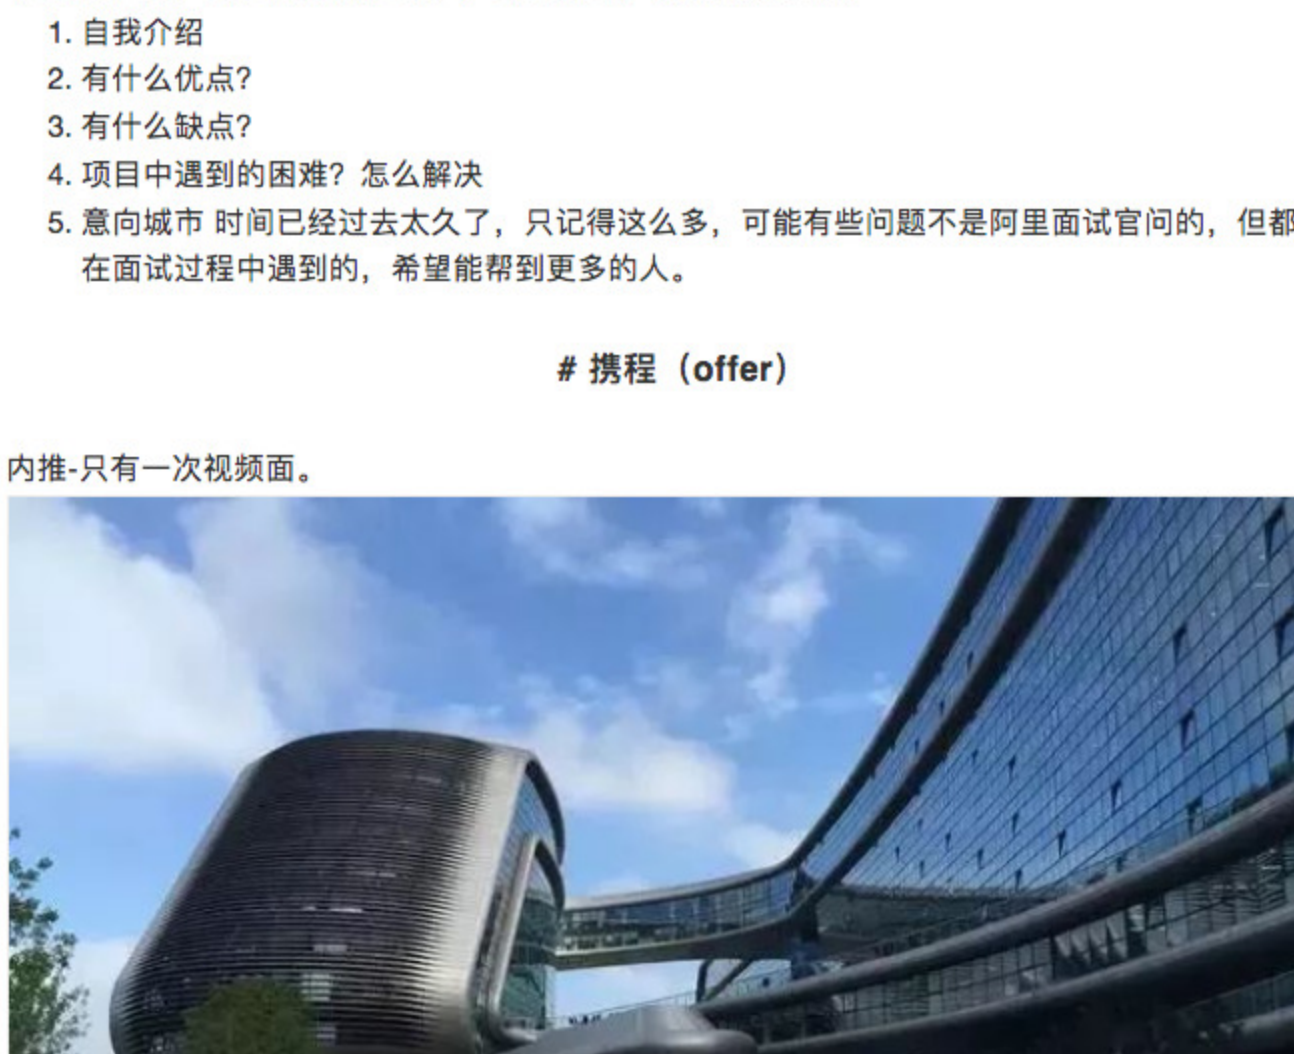 1. 自我介绍
2. 有什么优点？
3. 有什么缺点？
4. 项目中遇到的困难？怎么解决
5. 意向城市 时间已经过去太久了，只记得这么多，可能有些问题不是阿里面试官问的，但都
在面试过程中遇到的，希望能帮到更多的人。
# 携程（offer）
内推-只有一次视频面。